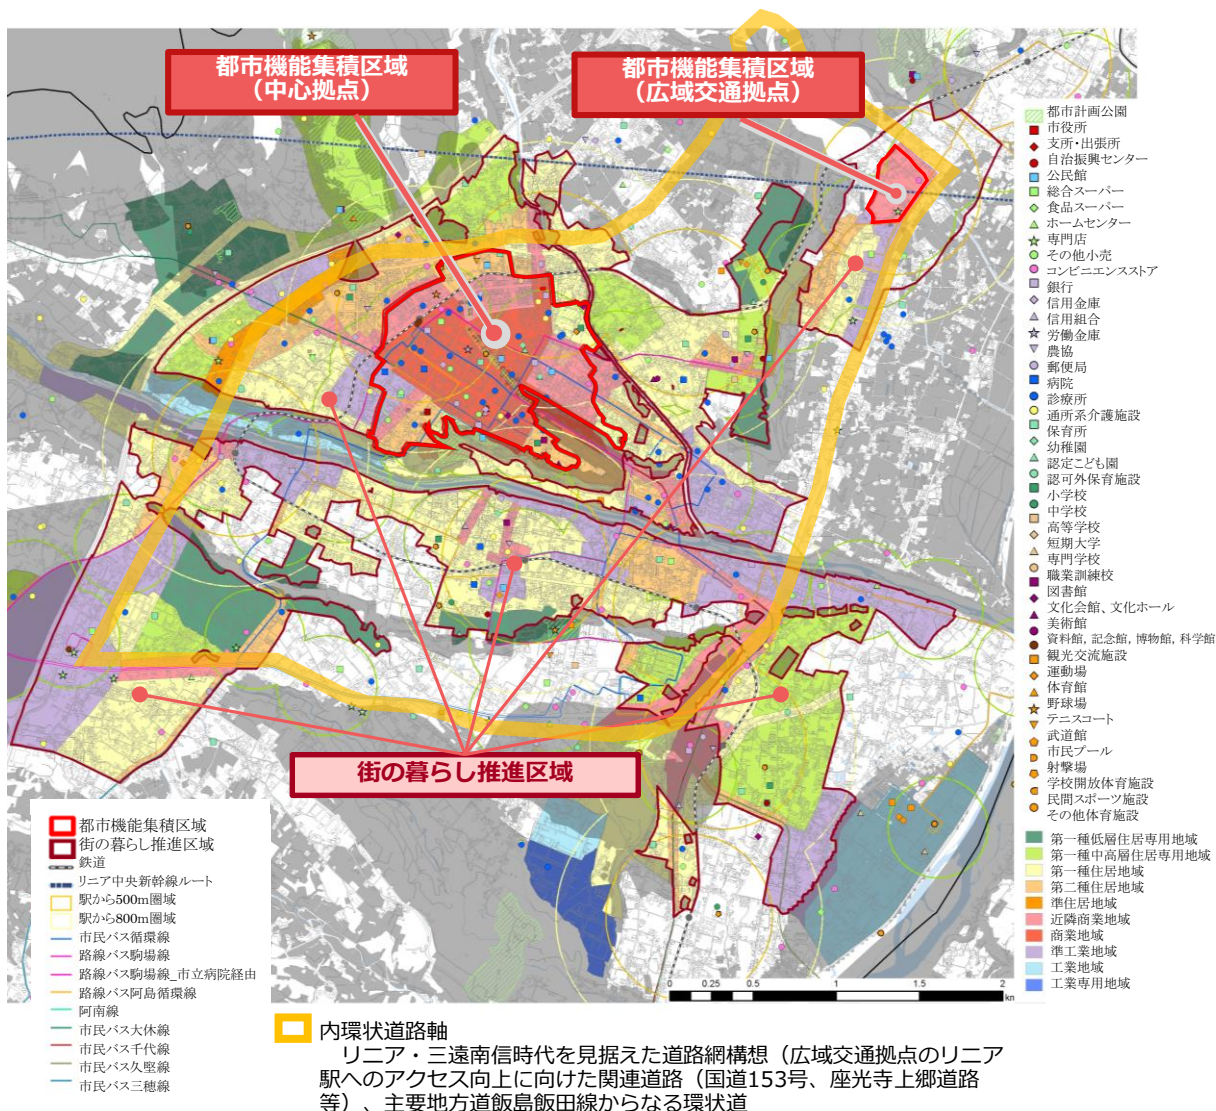 都市機能集積区域
（中心拠点）
都市機能集積区域
（広域交通拠点）
都市計画公園
市役所
支所・出張所
自治振興センター
公民館
総合スーパー
食品スーパー
ホームセンター
専門店
その他小売
コンビニエンスストア
銀行
信用金庫
信用組合
労働金庫
農協
郵便局
病院
診療所
通所系介護施設
保育所
幼稚園
認定こども園
認可外保育施設
小学校
中学校
高等学校
短期大学
専門学校
職業訓練校
図書館
文化会館、文化ホール
美術館
資料館, 記念館, 博物館, 科学館
観光交流施設
運動場
体育館
野球場
テニスコート
武道館
市民プール
射撃場
学校開放体育施設
民間スポーツ施設
その他体育施設
第一種低層住居専用地域
第一種中高層住居専用地域
第一種住居地域
第二種住居地域
準住居地域
近隣商業地域
商業地域
準工業地域
工業地域
工業専用地域
街の暮らし推進区域
都市機能集積区域
街の暮らし推進区域
鉄道
リニア中央新幹線ルート
駅から500m圏域
駅から800m圏域
市民バス循環線
路線バス駒場線
路線バス駒場線_市立病院経由
路線バス阿島循環線
阿南線
市民バス大休線
市民バス千代線
市民バス久堅線
市民バス三穂線
0 0.25 0.5 1 1.5 2
km
内環状道路軸
リニア・三遠南信時代を見据えた道路網構想（広域交通拠点のリニア
駅へのアクセス向上に向けた関連道路（国道153号、座光寺上郷道路
等）、主要地方道飯島飯田線からなる環状道